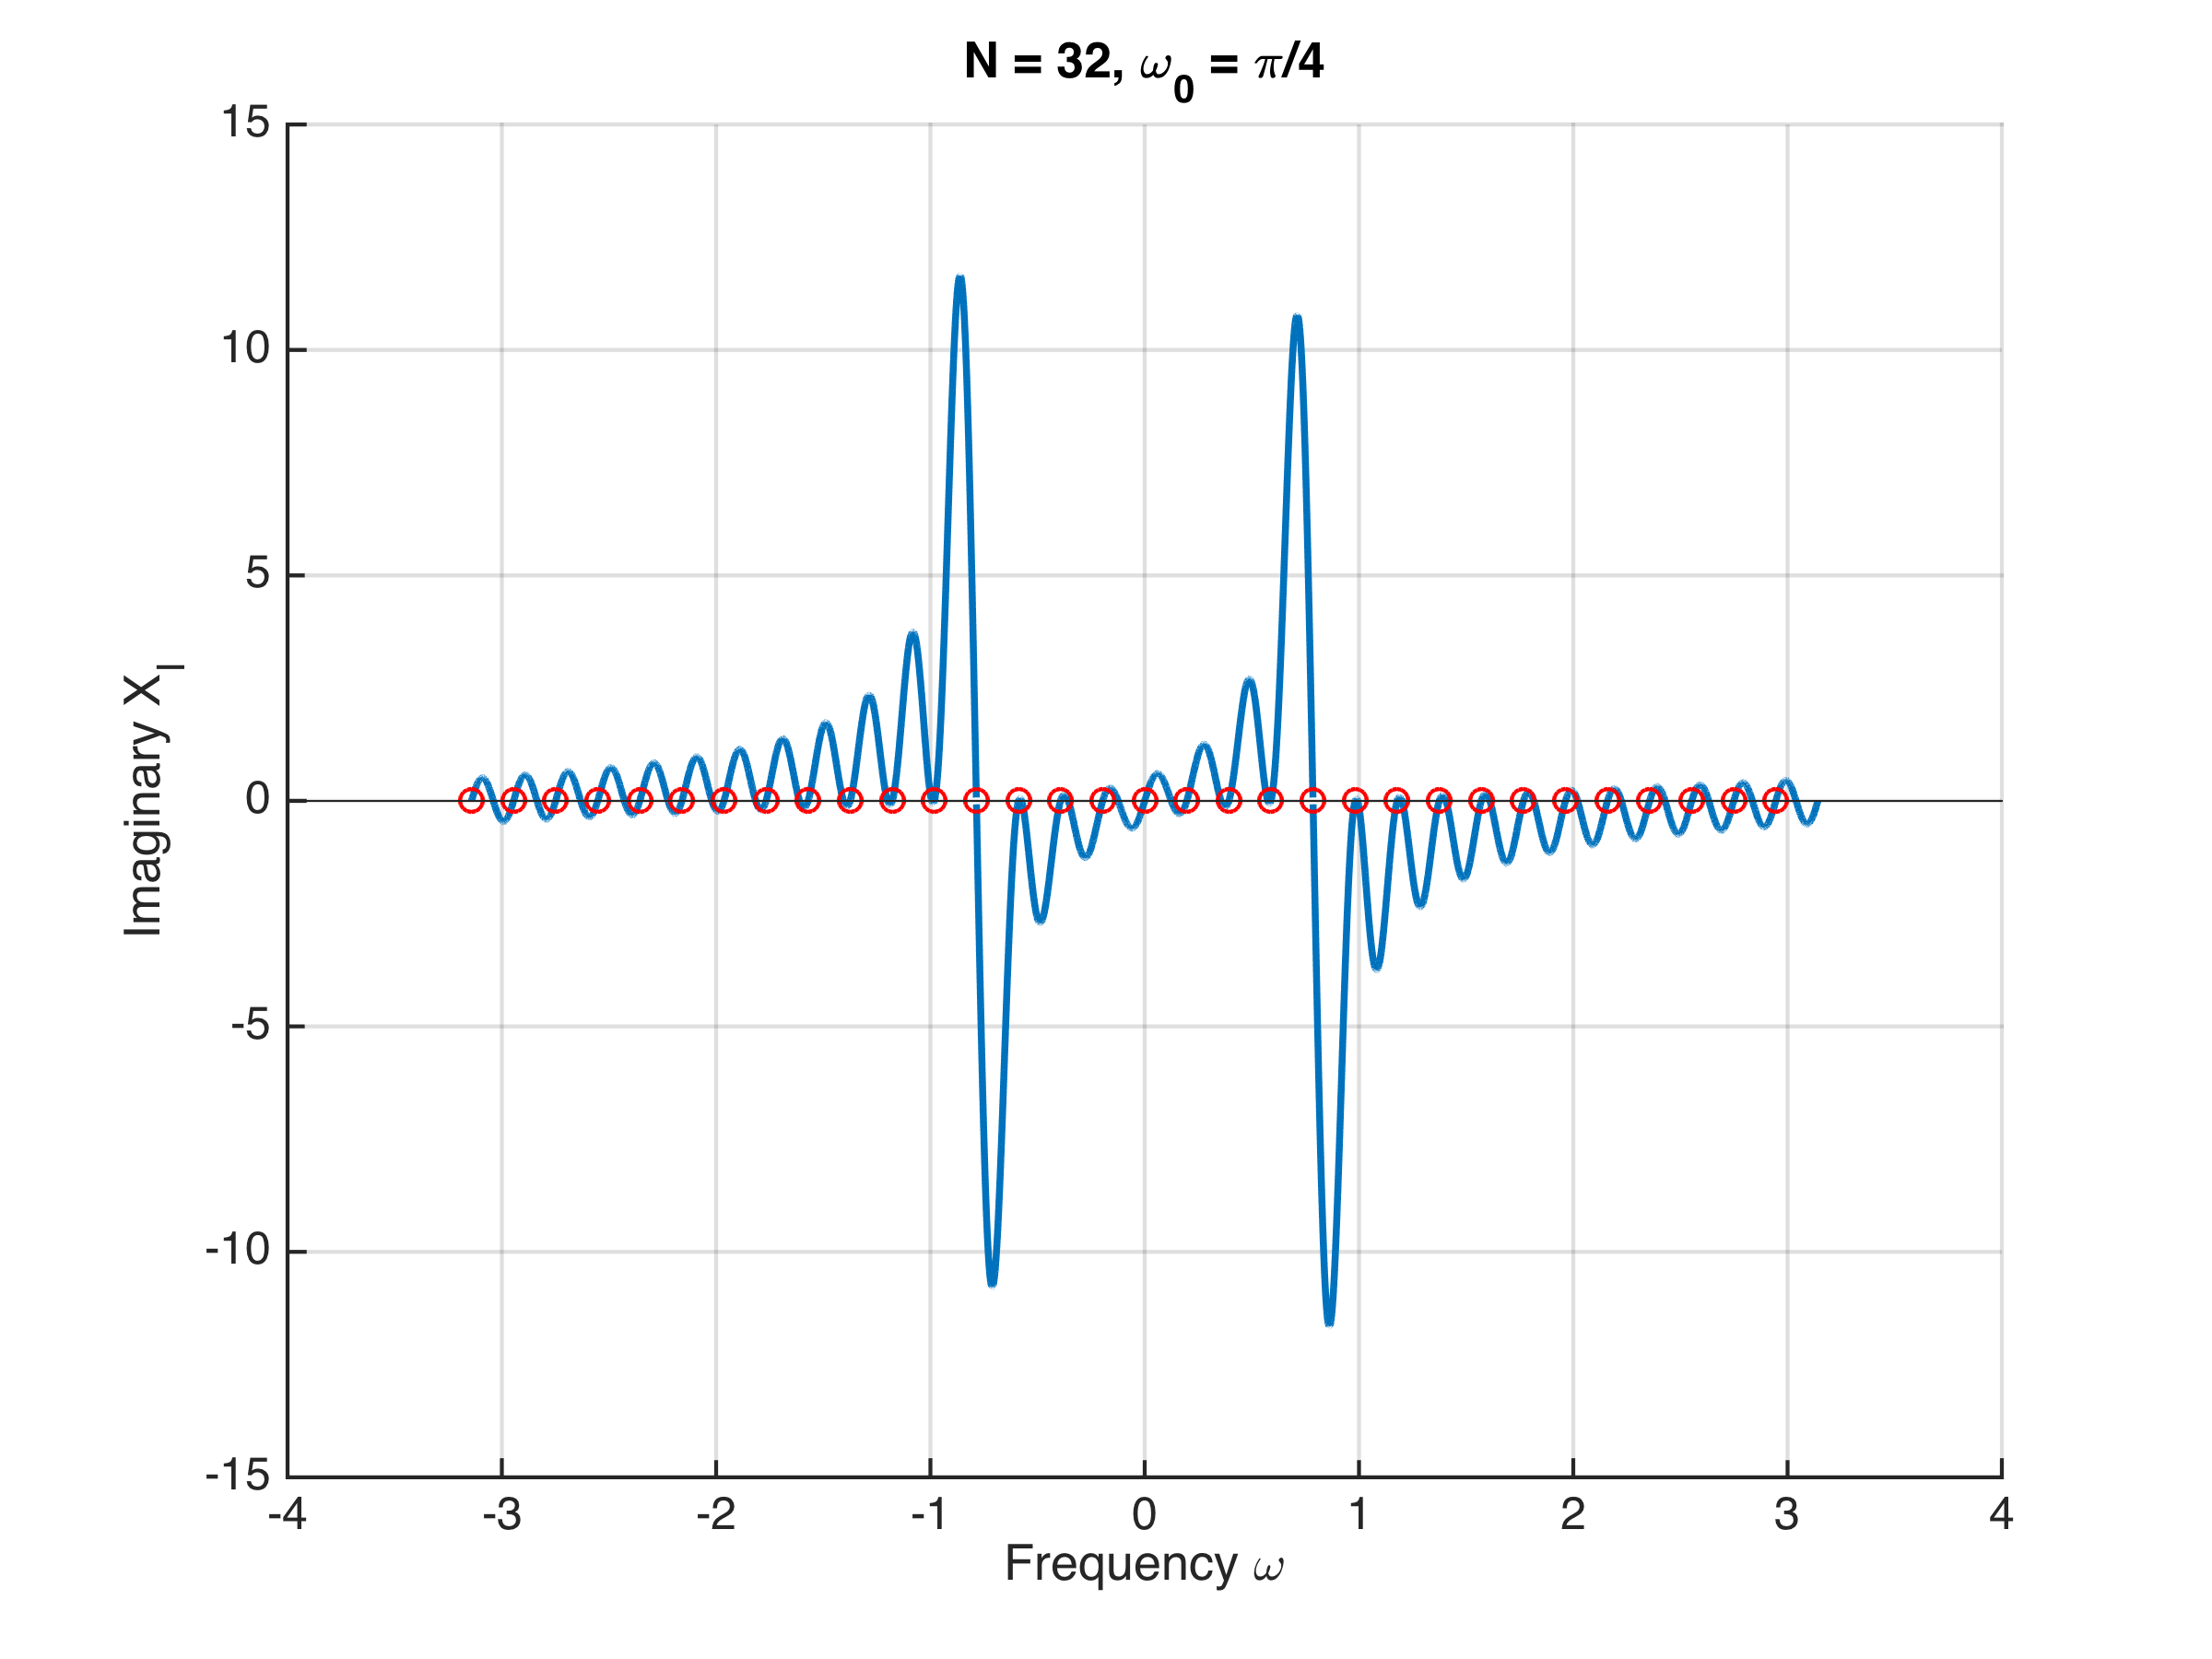 N = 32, ω₀ = π/4
15
10
5
0
-5
-10
-15
Imaginary X_I
-4 -3 -2 -1 0 1 2 3 4
Frequency ω